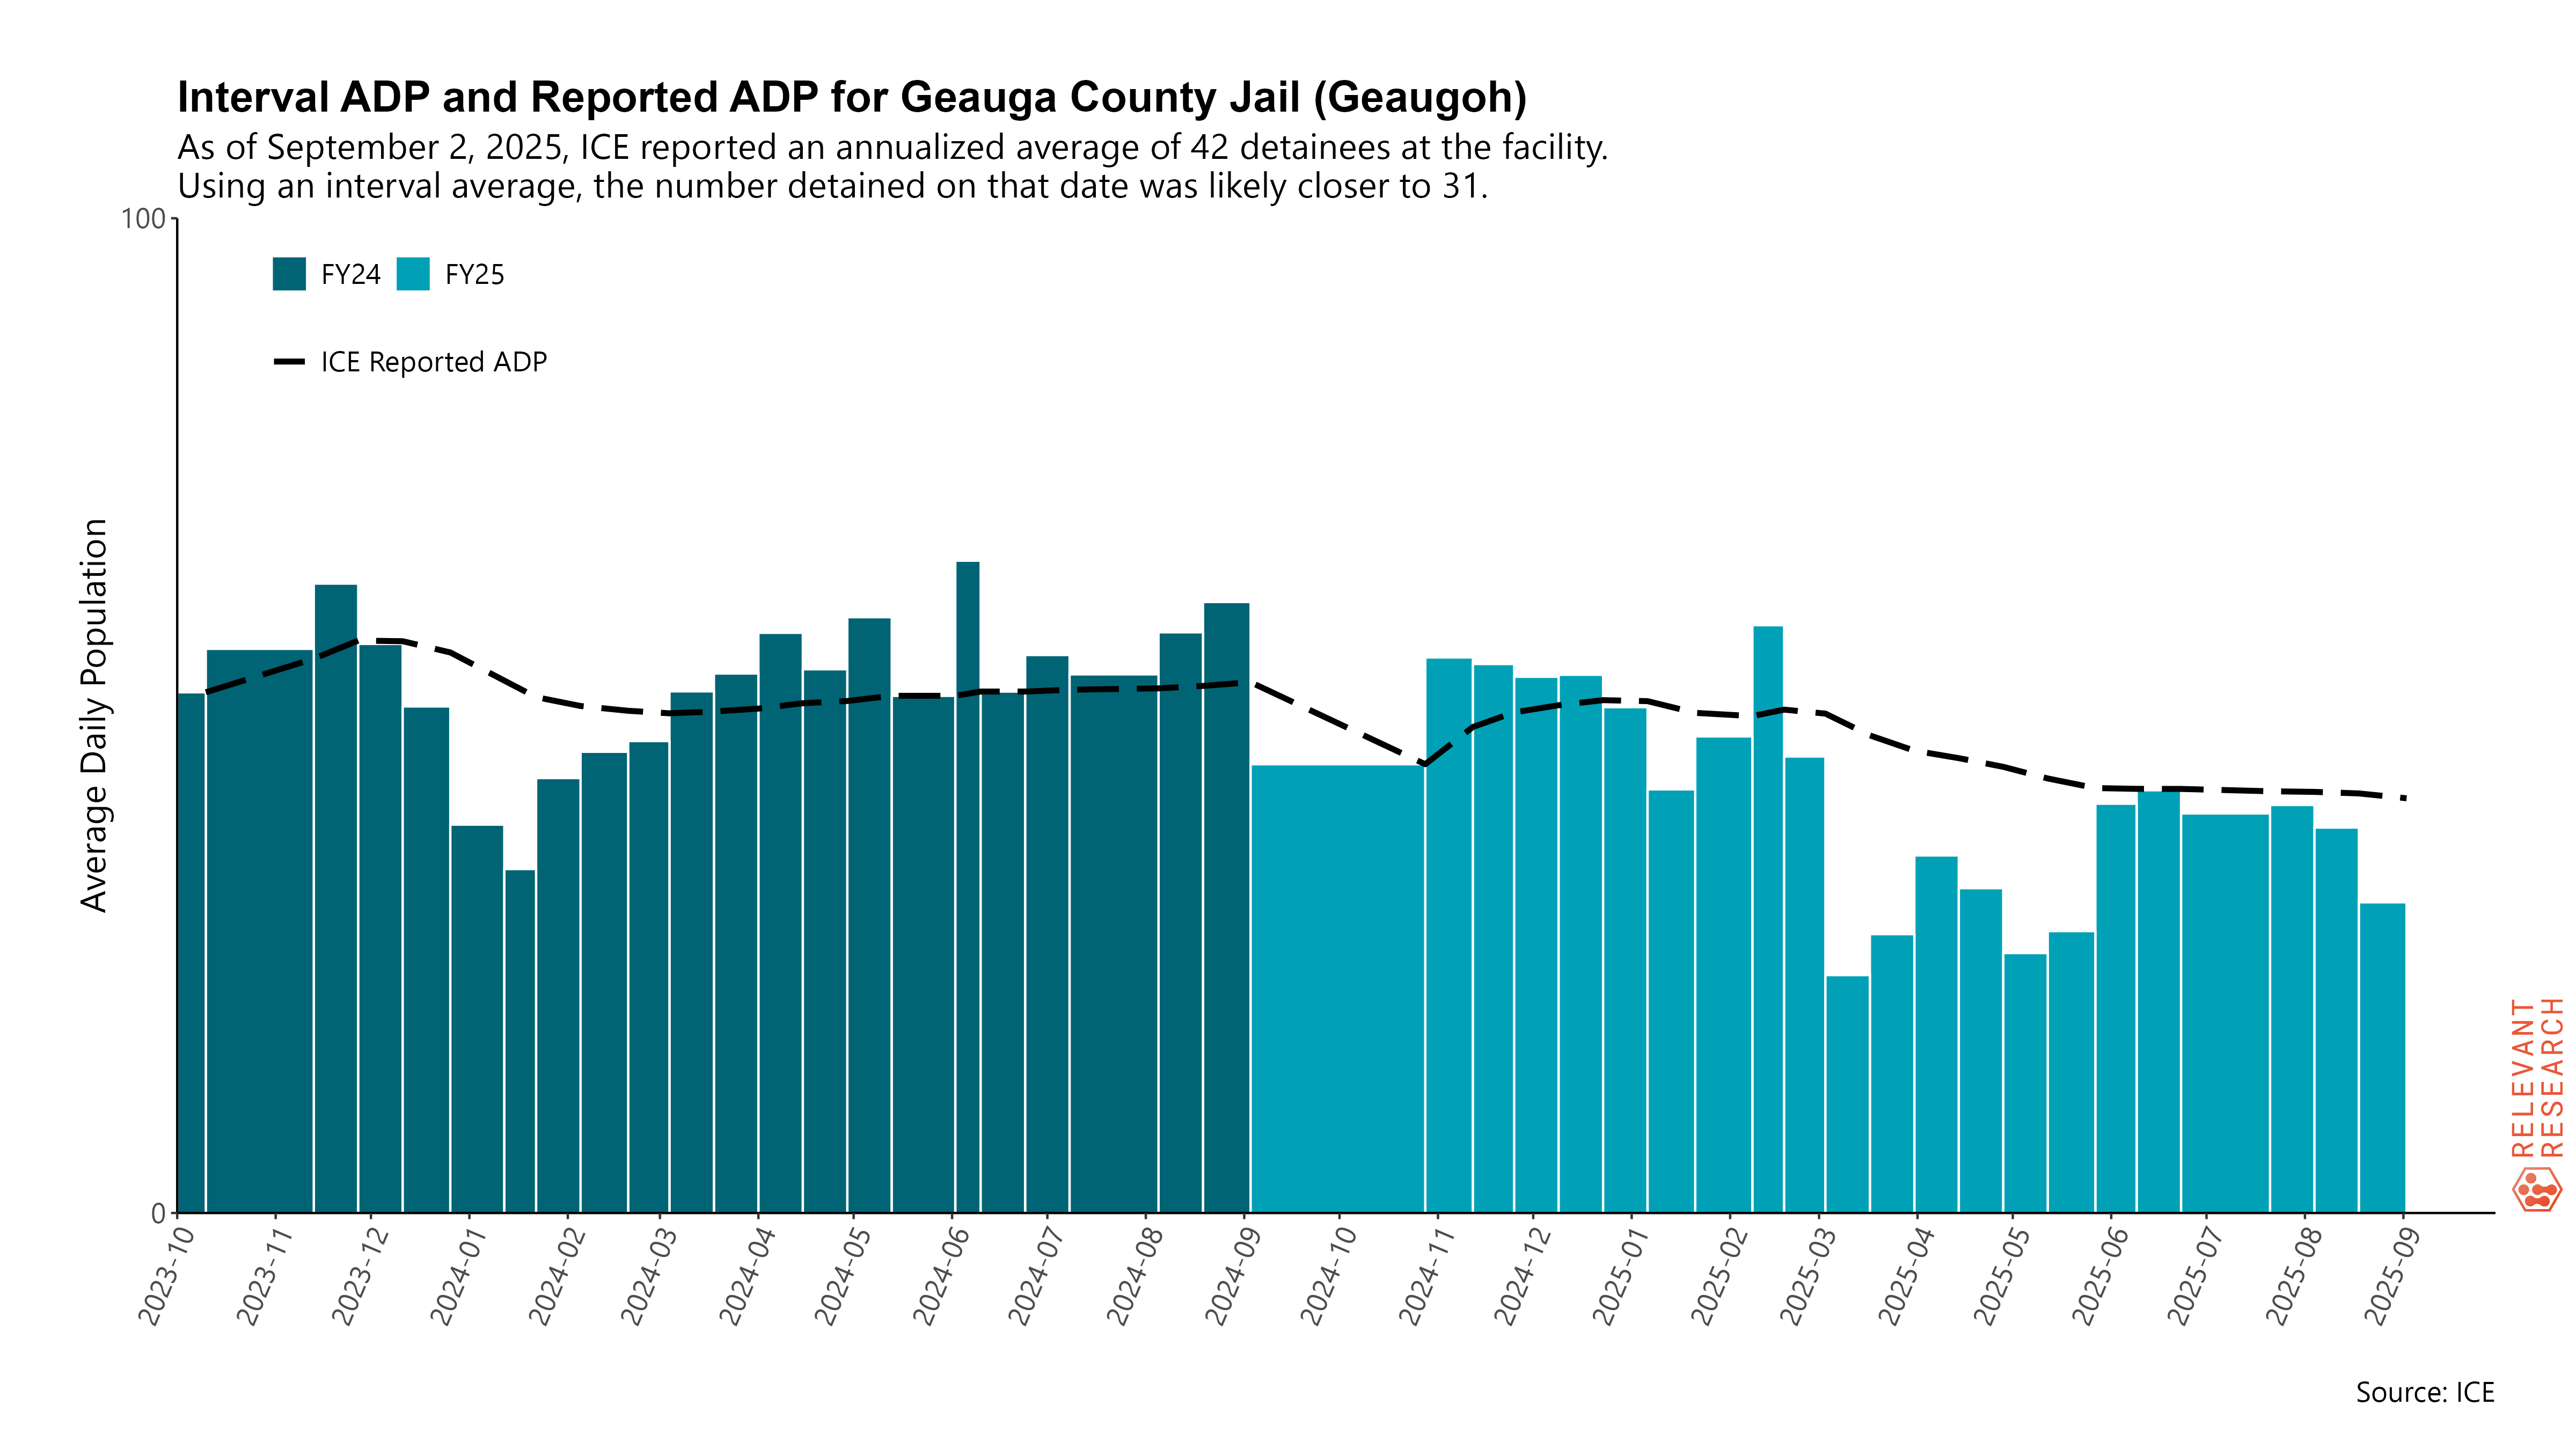 Interval ADP and Reported ADP for Geauga County Jail (Geaugoh)
As of September 2, 2025, ICE reported an annualized average of 42 detainees at the facility.
Using an interval average, the number detained on that date was likely closer to 31.
100
FY24 FY25
ICE Reported ADP
Average Daily Population
0
2023-10 2023-11 2023-12 2024-01 2024-02 2024-03 2024-04 2024-05 2024-06 2024-07 2024-08 2024-09 2024-10 2024-11 2024-12 2025-01 2025-02 2025-03 2025-04 2025-05 2025-06 2025-07 2025-08 2025-09
RELEVANT
RESEARCH
Source: ICE